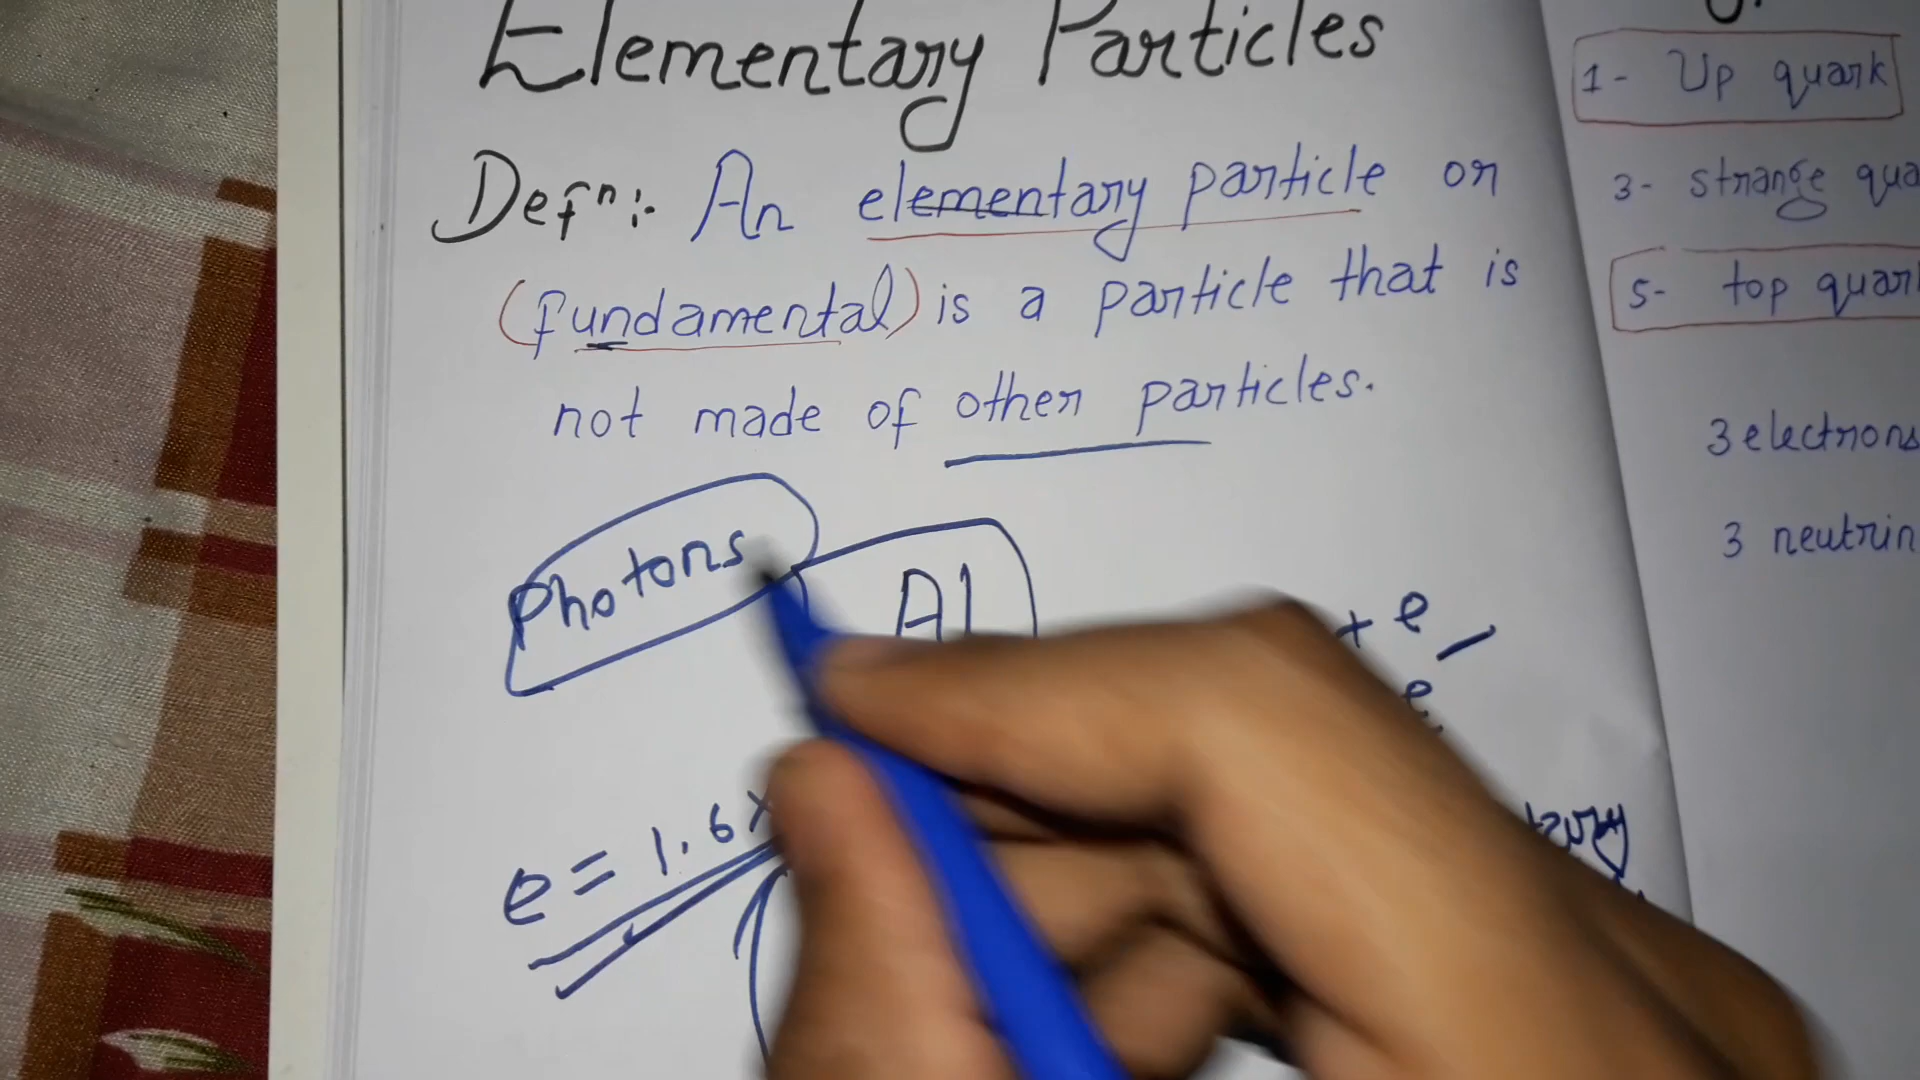 Elementary Particles
Defn:- An elementary particle or
(fundamental) is a particle that is
not made of other particles.
Photons
Al
+ e
e
e = 1.6×
1- Up quark
3- strange qua
5- top quark
3 electrons
3 neutrin